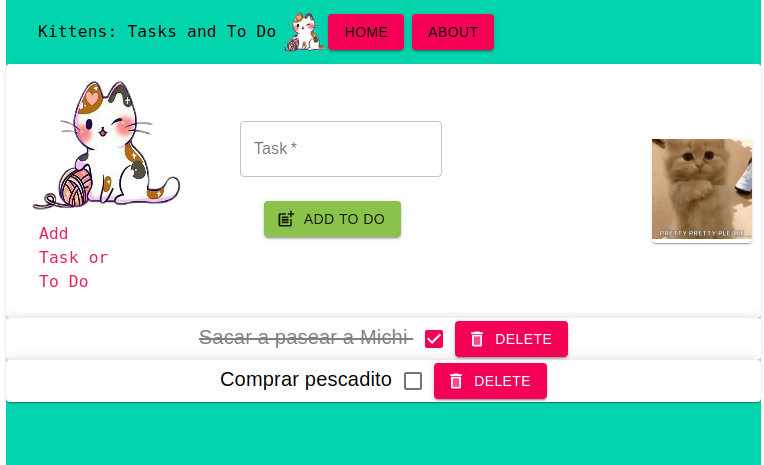 Kittens: Tasks and To Do HOME ABOUT
Task *
ADD TO DO
PRETTY PRETTY PLEASE...
Add
Task or
To Do
Sacar a pasear a Michi DELETE
Comprar pescadito DELETE